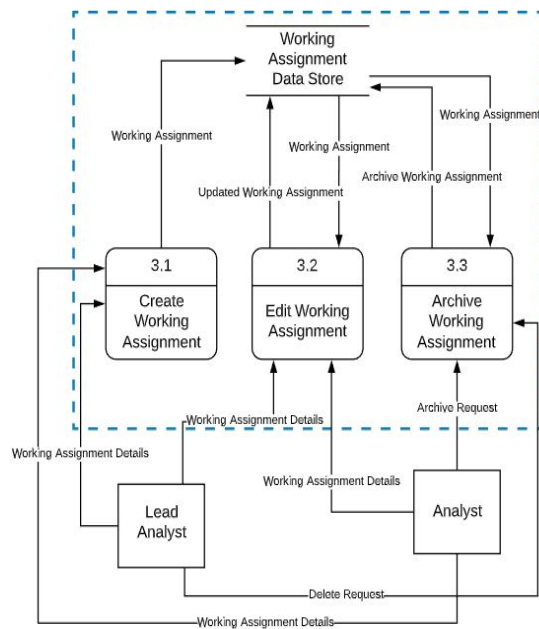 Working
Assignment
Data Store
Working Assignment
Working Assignment
Working Assignment
Updated Working Assignment
Archive Working Assignment
3.1
Create
Working
Assignment
3.2
Edit Working
Assignment
3.3
Archive
Working
Assignment
Working Assignment Details
Archive Request
Working Assignment Details
Working Assignment Details
Lead
Analyst
Analyst
Delete Request
Working Assignment Details